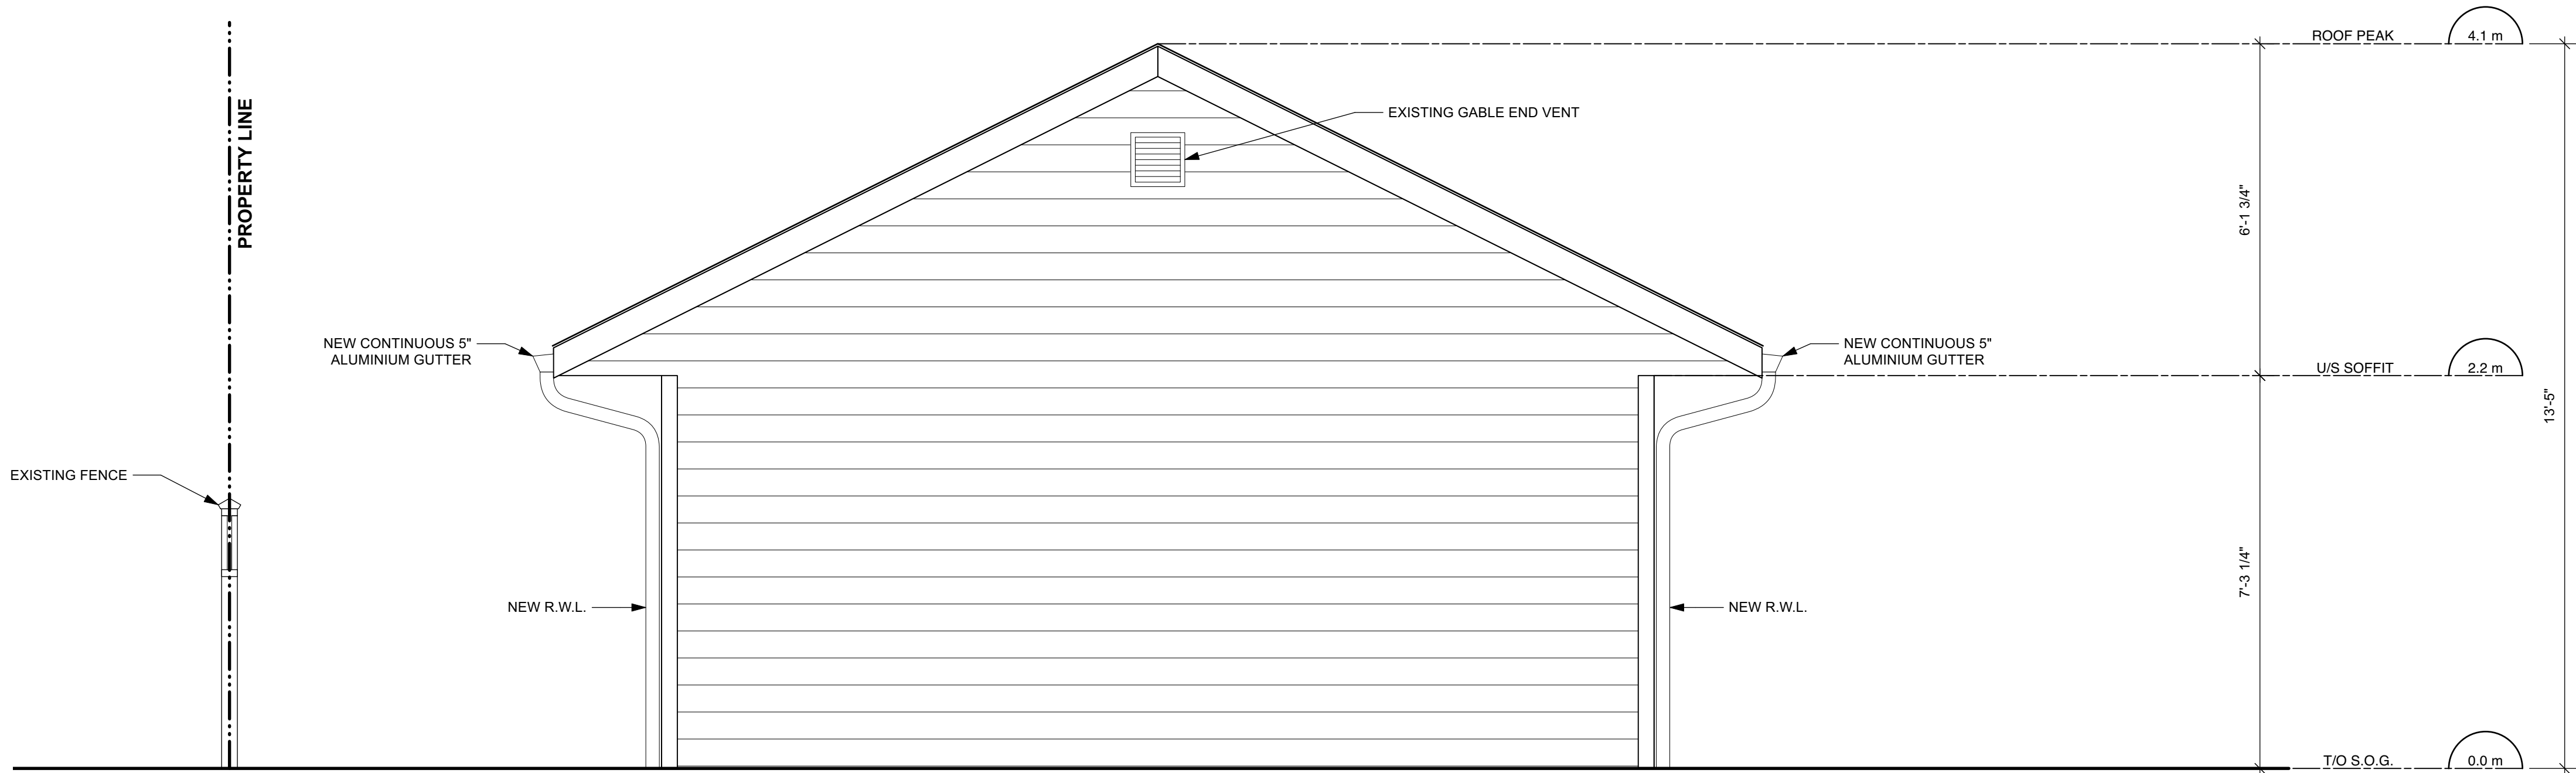 ROOF PEAK
4.1 m
PROPERTY LINE
EXISTING GABLE END VENT
6'-1 3/4"
NEW CONTINUOUS 5"
ALUMINIUM GUTTER
NEW CONTINUOUS 5"
ALUMINIUM GUTTER
U/S SOFFIT
2.2 m
13'-5"
EXISTING FENCE
7'-3 1/4"
NEW R.W.L.
NEW R.W.L.
T/O S.O.G.
0.0 m